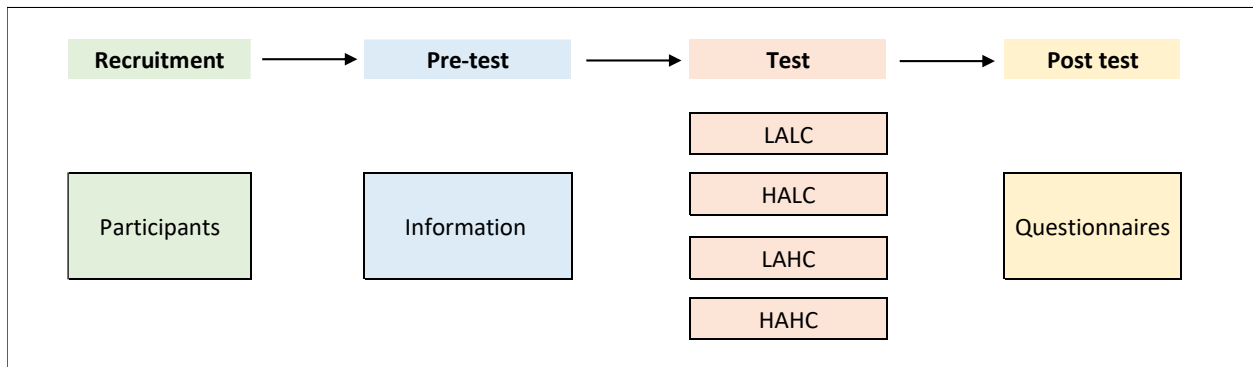 Recruitment
Pre-test
Test
Post test
Participants
Information
LALC
HALC
LAHC
HAHC
Questionnaires